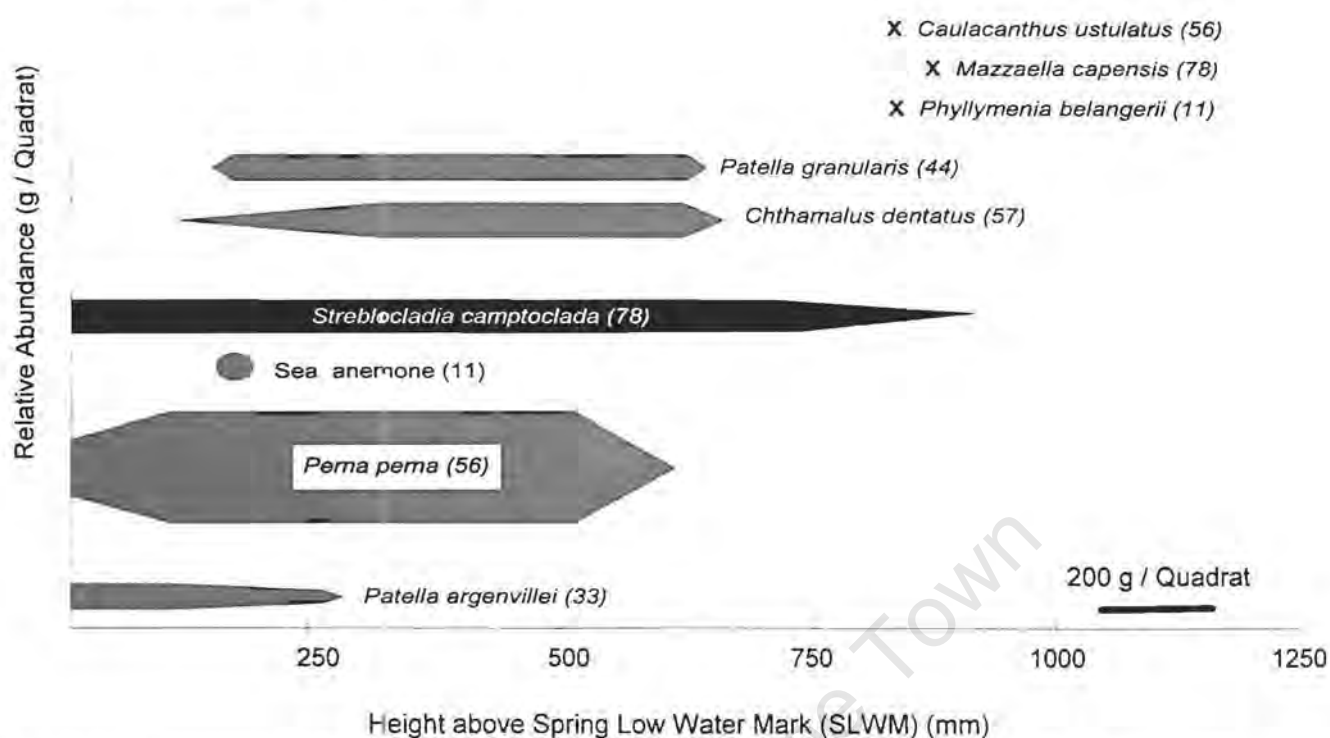 X Caulacanthus ustulatus (56)
X Mazzaella capensis (78)
X Phyllymenia belangerii (11)
Patella granularis (44)
Chthamalus dentatus (57)
Streblocladia camptoclada (78)
Sea anemone (11)
Perna perna (56)
Patella argenvillei (33)
200 g / Quadrat
Relative Abundance (g / Quadrat)
250 500 750 1000 1250
Height above Spring Low Water Mark (SLWM) (mm)
e Town